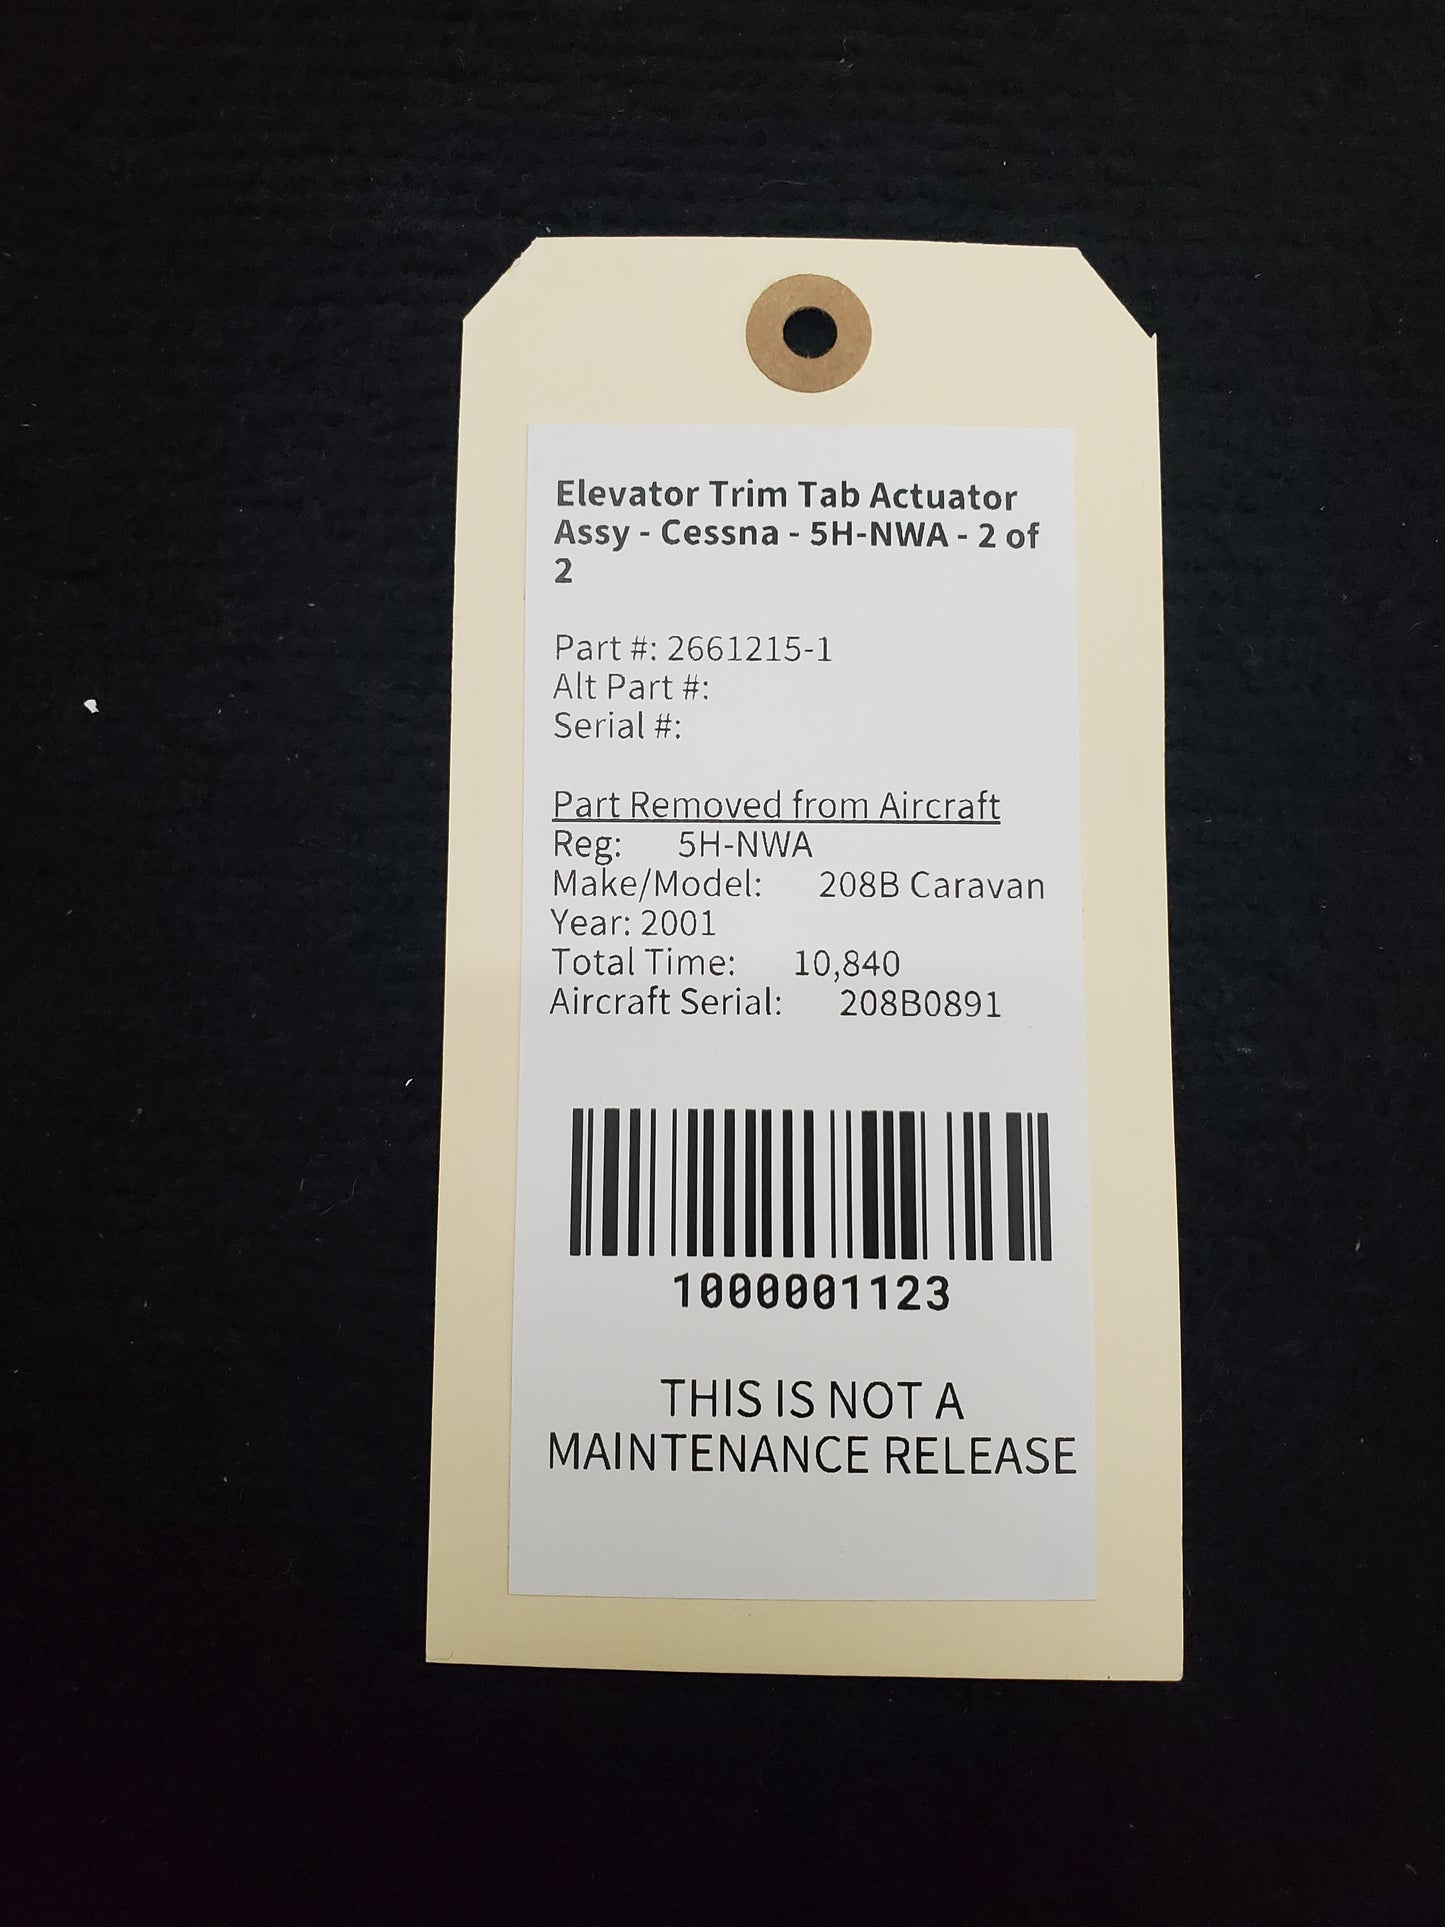 Elevator Trim Tab Actuator
Assy - Cessna - 5H-NWA - 2 of
2
Part #: 2661215-1
Alt Part #:
Serial #:
Part Removed from Aircraft
Reg: 5H-NWA
Make/Model: 208B Caravan
Year: 2001
Total Time: 10,840
Aircraft Serial: 208B0891
1000001123
THIS IS NOT A
MAINTENANCE RELEASE